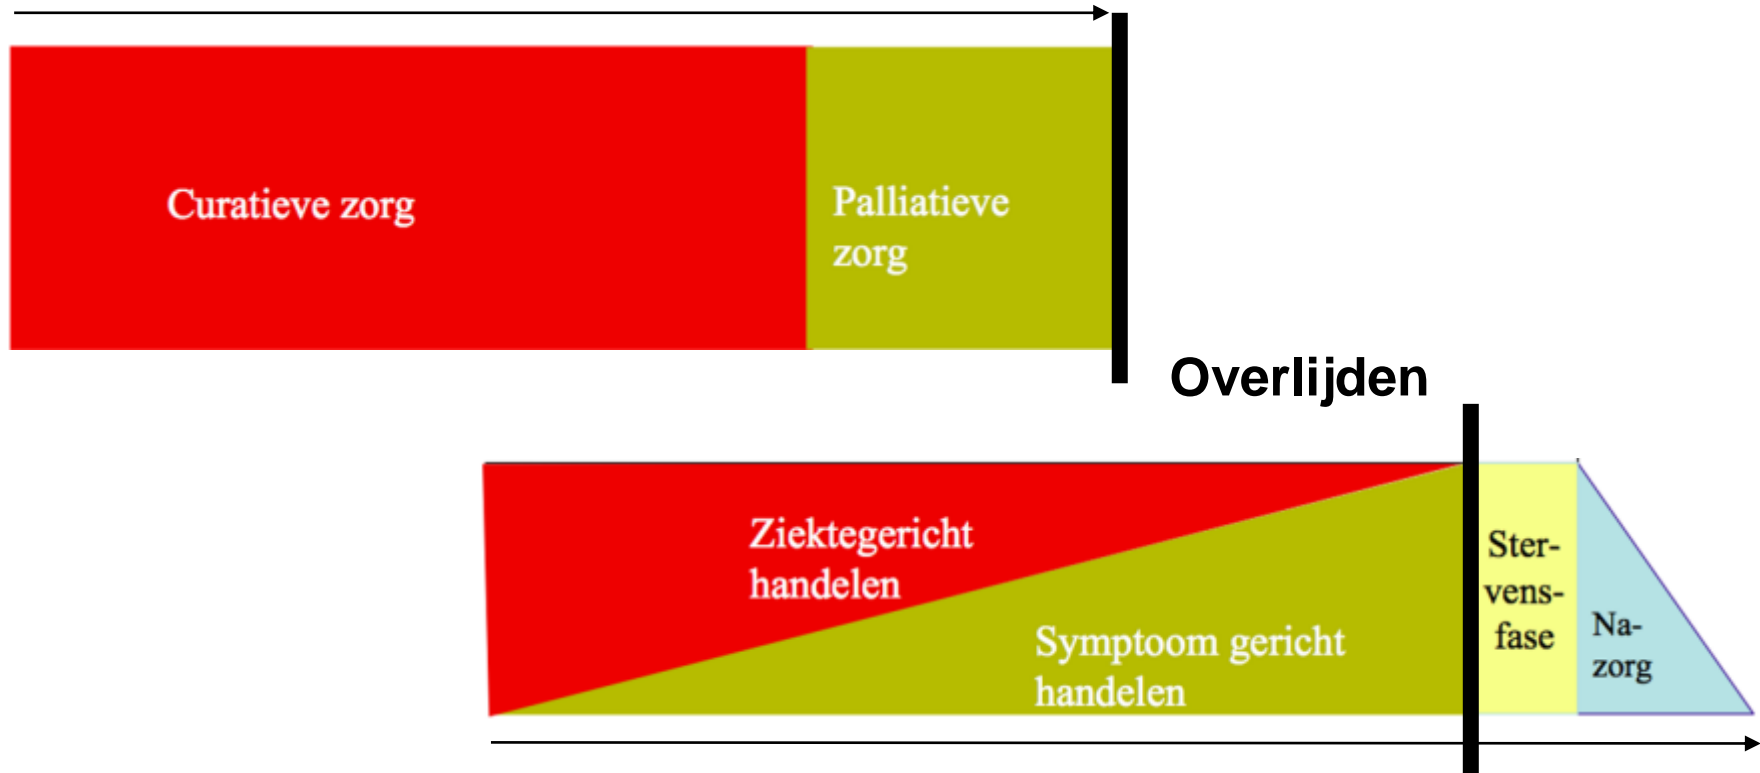 Curatieve zorg
Palliatieve
zorg
Overlijden
Ziektegericht
handelen
Symptoom gericht
handelen
Ster-
vens-
fase
Na-
zorg